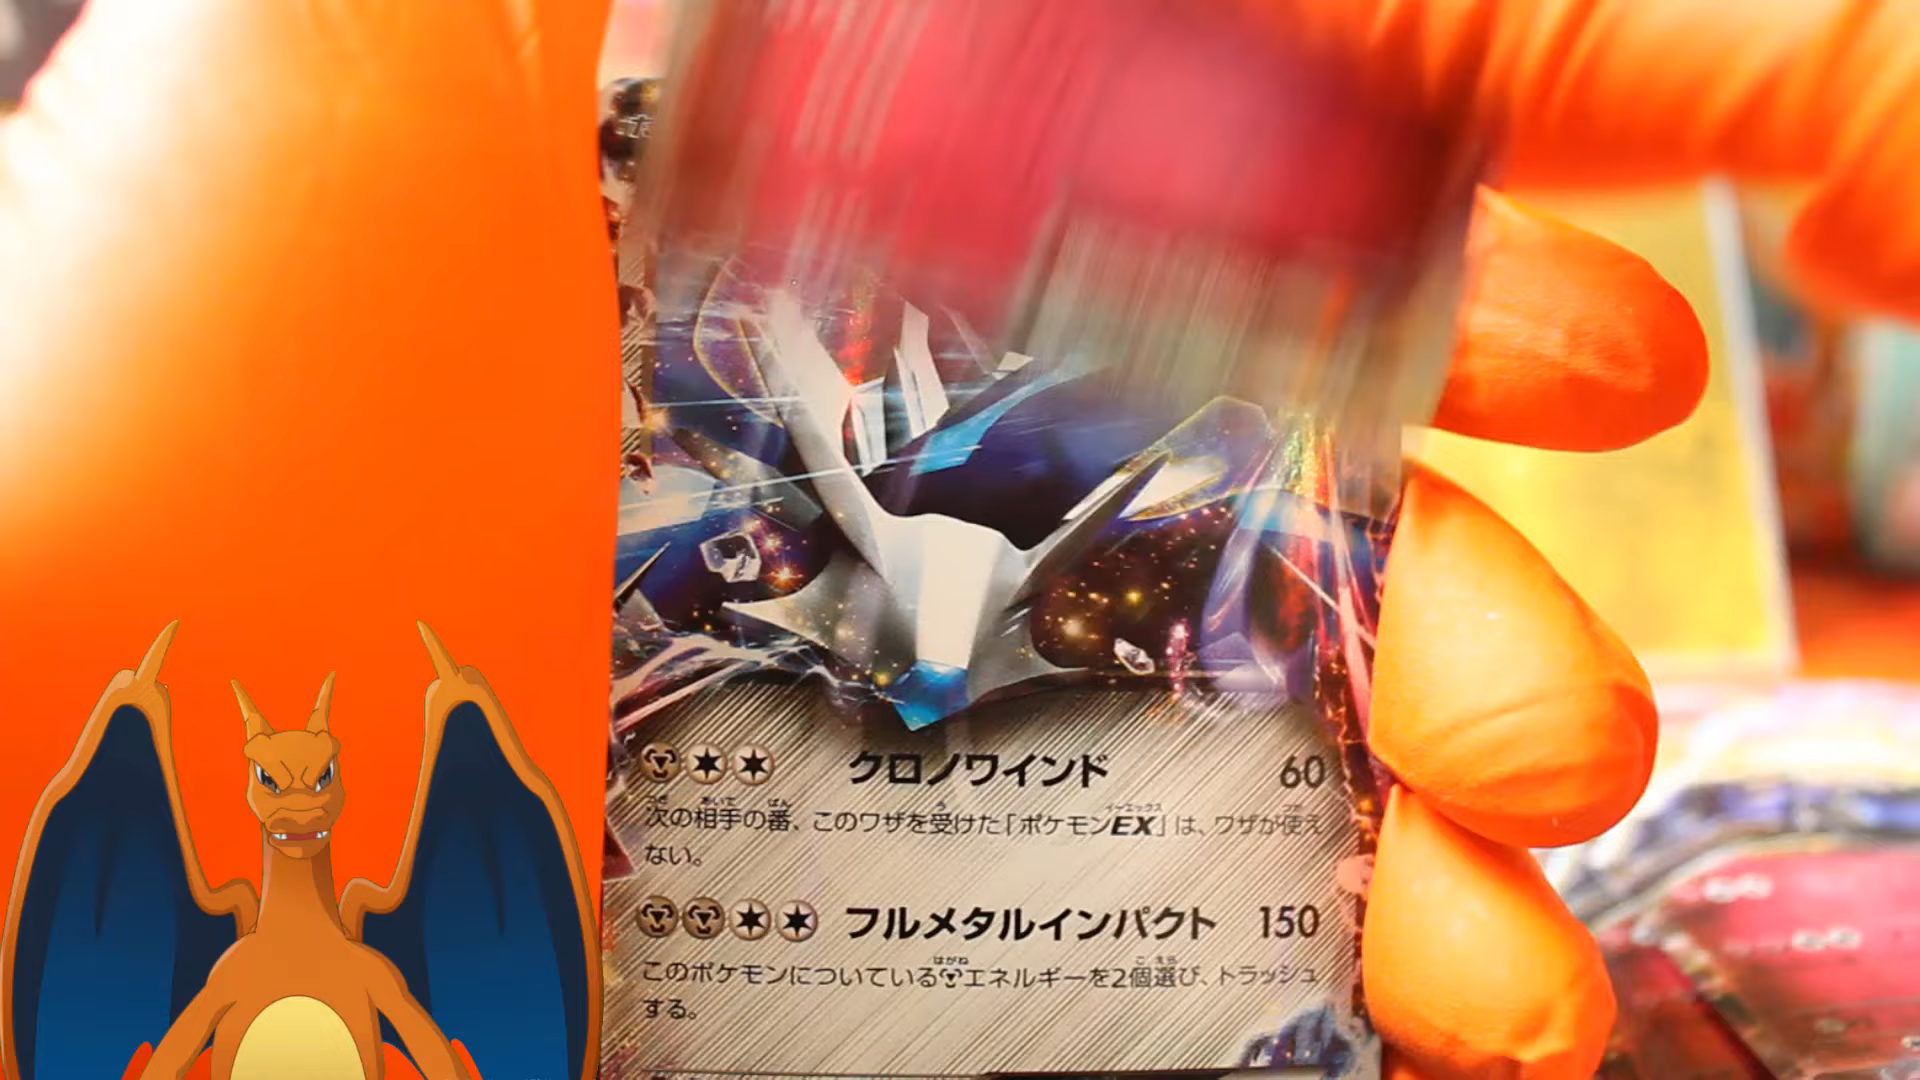 クロノワインド 60
次の相手の番、このワザを受けた「ポケモンEX」は、ワザが使え
ない。
フルメタルインパクト 150
このポケモンについているエネルギーを2個選び、トラッシュ
する。